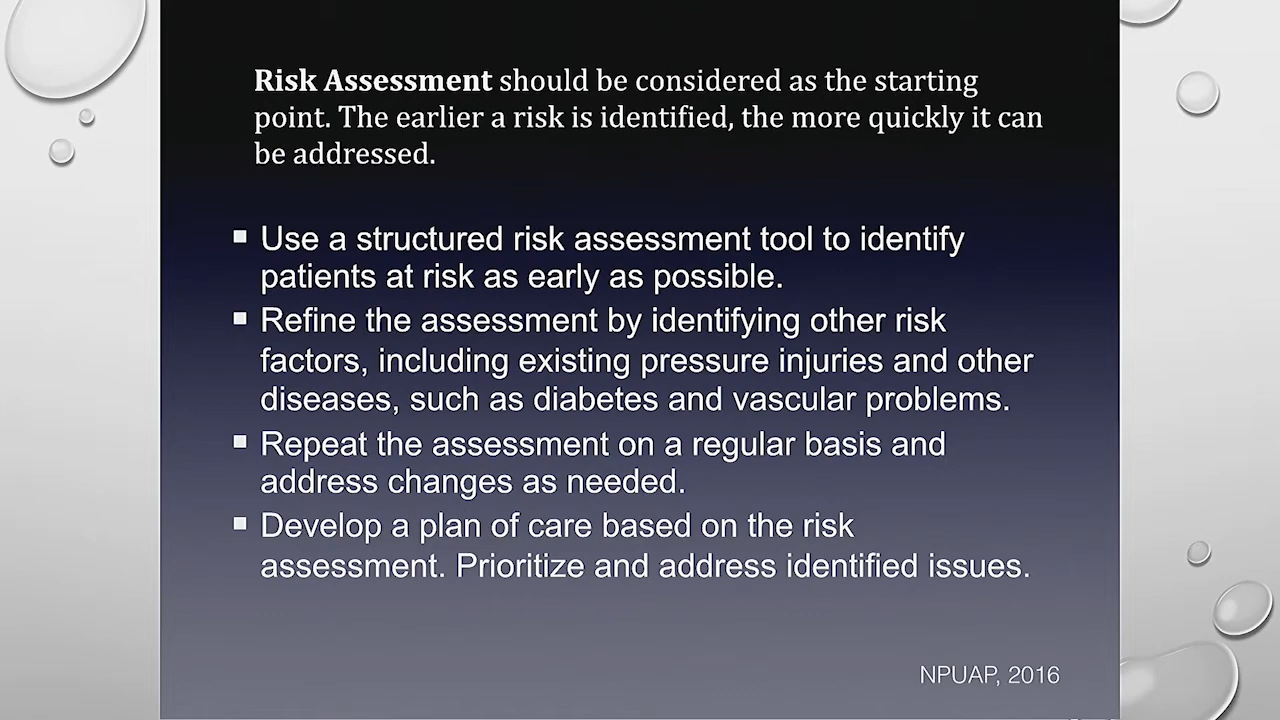 Risk Assessment should be considered as the starting
point. The earlier a risk is identified, the more quickly it can
be addressed.
▪ Use a structured risk assessment tool to identify
patients at risk as early as possible.
▪ Refine the assessment by identifying other risk
factors, including existing pressure injuries and other
diseases, such as diabetes and vascular problems.
▪ Repeat the assessment on a regular basis and
address changes as needed.
▪ Develop a plan of care based on the risk
assessment. Prioritize and address identified issues.
NPUAP, 2016